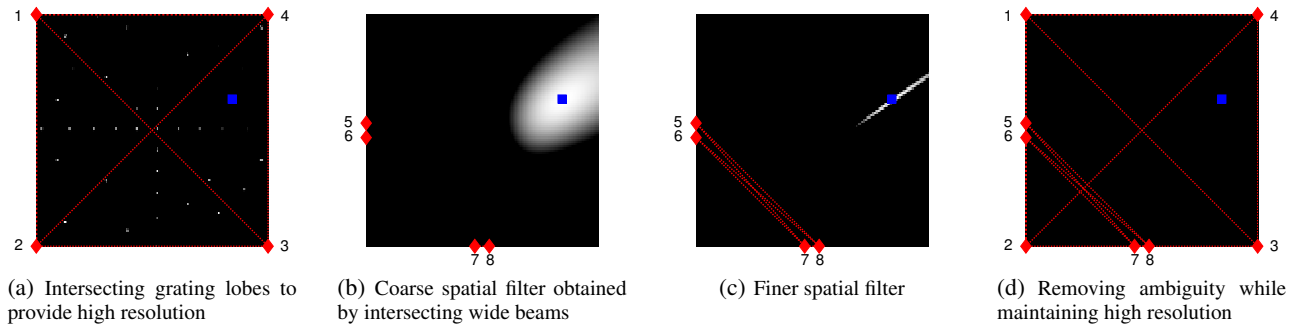 1
4
2
3
5
6
7 8
5
6
7 8
1
4
5
6
2
3
7 8
(a) Intersecting grating lobes to
provide high resolution
(b) Coarse spatial filter obtained
by intersecting wide beams
(c) Finer spatial filter
(d) Removing ambiguity while
maintaining high resolution